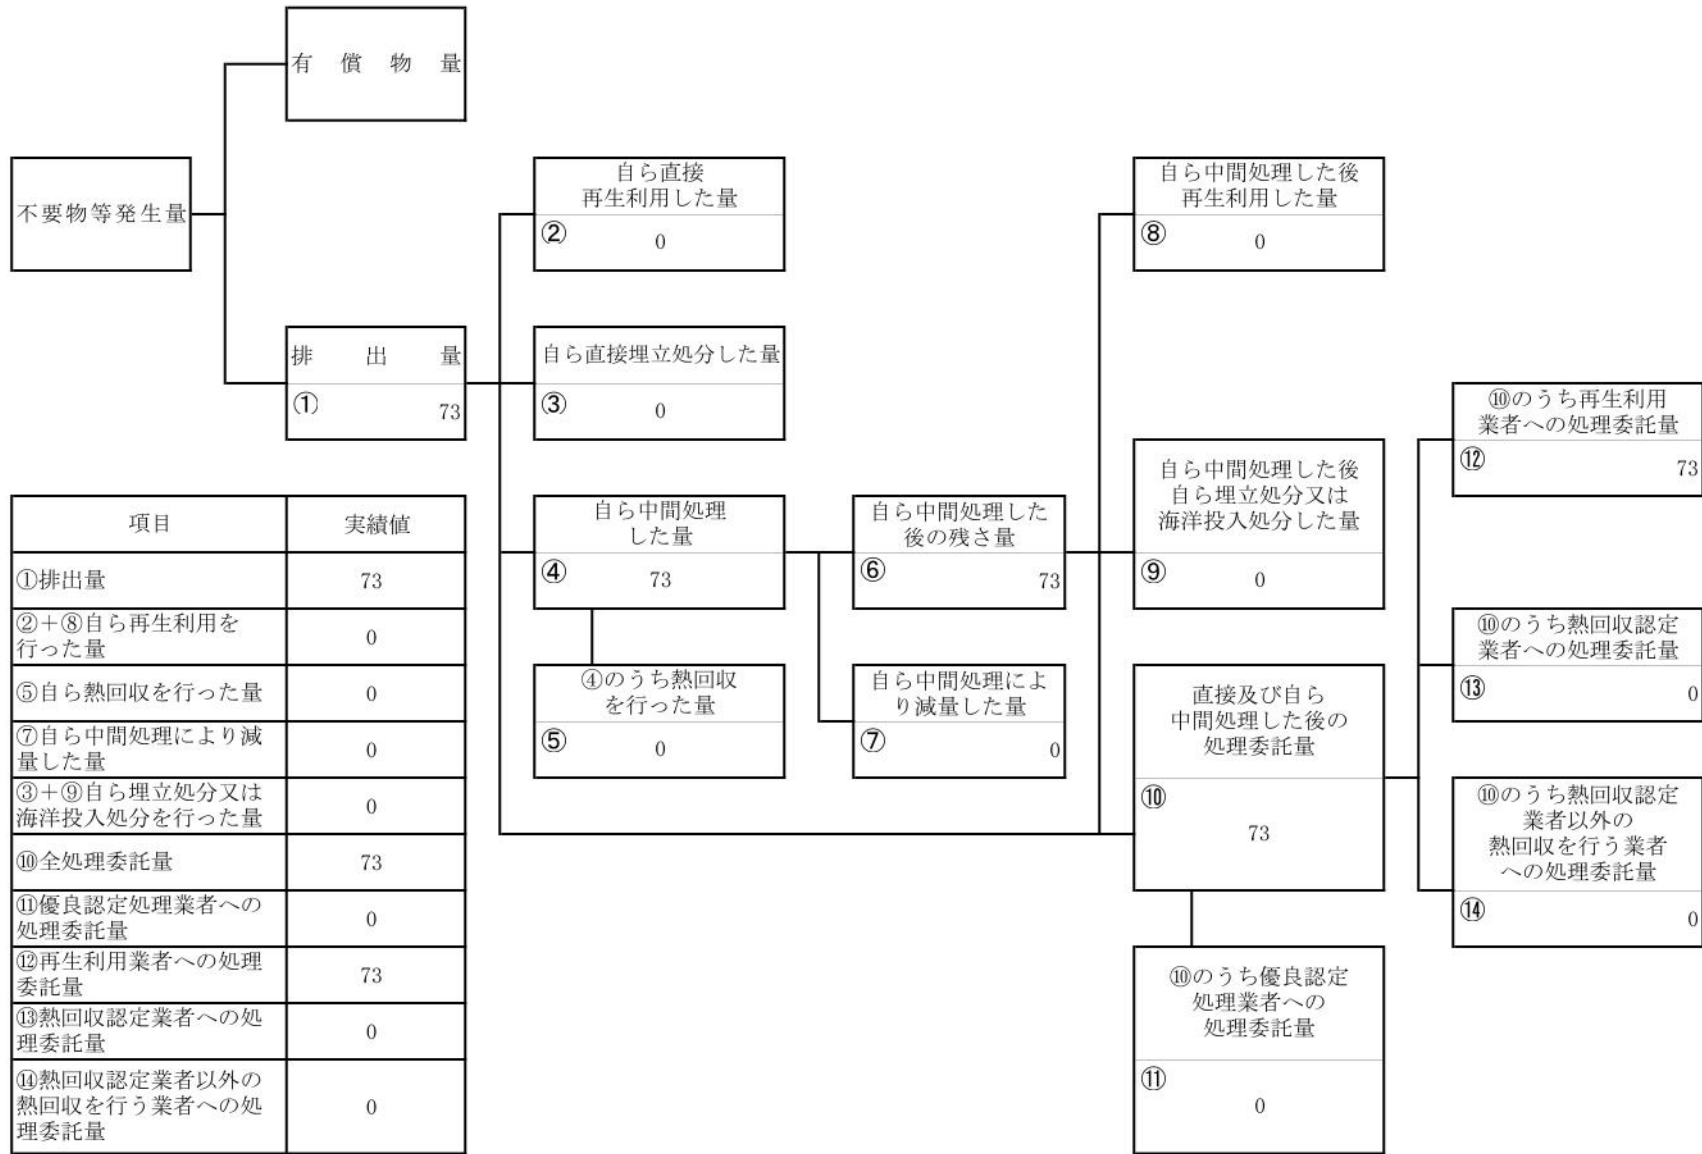 有償物量
不要物等発生量
排出量
① 73
自ら直接
再生利用した量
② 0
自ら直接埋立処分した量
③ 0
自ら中間処理
した量
④ 73
④のうち熱回収
を行った量
⑤ 0
自ら中間処理した
後の残さ量
⑥ 73
自ら中間処理によ
り減量した量
⑦ 0
自ら中間処理した後
再生利用した量
⑧ 0
自ら中間処理した後
自ら埋立処分又は
海洋投入処分した量
⑨ 0
直接及び自ら
中間処理した後の
処理委託量
⑩
73
⑩のうち優良認定
処理業者への
処理委託量
⑪
0
⑩のうち再生利用
業者への処理委託量
⑫ 73
⑩のうち熱回収認定
業者への処理委託量
⑬ 0
⑩のうち熱回収認定
業者以外の
熱回収を行う業者
への処理委託量
⑭ 0
項目 実績値
①排出量 73
②＋⑧自ら再生利用を
行った量 0
⑤自ら熱回収を行った量 0
⑦自ら中間処理により減
量した量 0
③＋⑨自ら埋立処分又は
海洋投入処分を行った量 0
⑩全処理委託量 73
⑪優良認定処理業者への
処理委託量 0
⑫再生利用業者への処理
委託量 73
⑬熱回収認定業者への処
理委託量 0
⑭熱回収認定業者以外の
熱回収を行う業者への処
理委託量 0